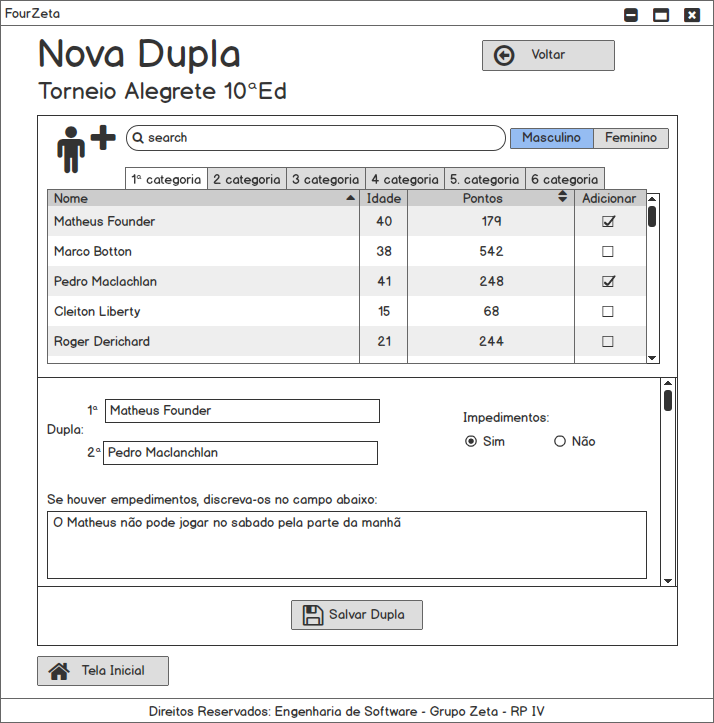 FourZeta
Nova Dupla
Voltar
Torneio Alegrete 10ªEd
search
Masculino Feminino
1ª categoria 2 categoria 3 categoria 4 categoria 5. categoria 6 categoria
Nome Idade Pontos Adicionar
Matheus Founder 40 179
Marco Botton 38 542
Pedro Maclachlan 41 248
Cleiton Liberty 15 68
Roger Derichard 21 244
1ª Matheus Founder
Impedimentos:
Dupla:
Sim Não
2ª Pedro Maclanchlan
Se houver empedimentos, discreva-os no campo abaixo:
O Matheus não pode jogar no sabado pela parte da manhã
Salvar Dupla
Tela Inicial
Direitos Reservados: Engenharia de Software - Grupo Zeta - RP IV